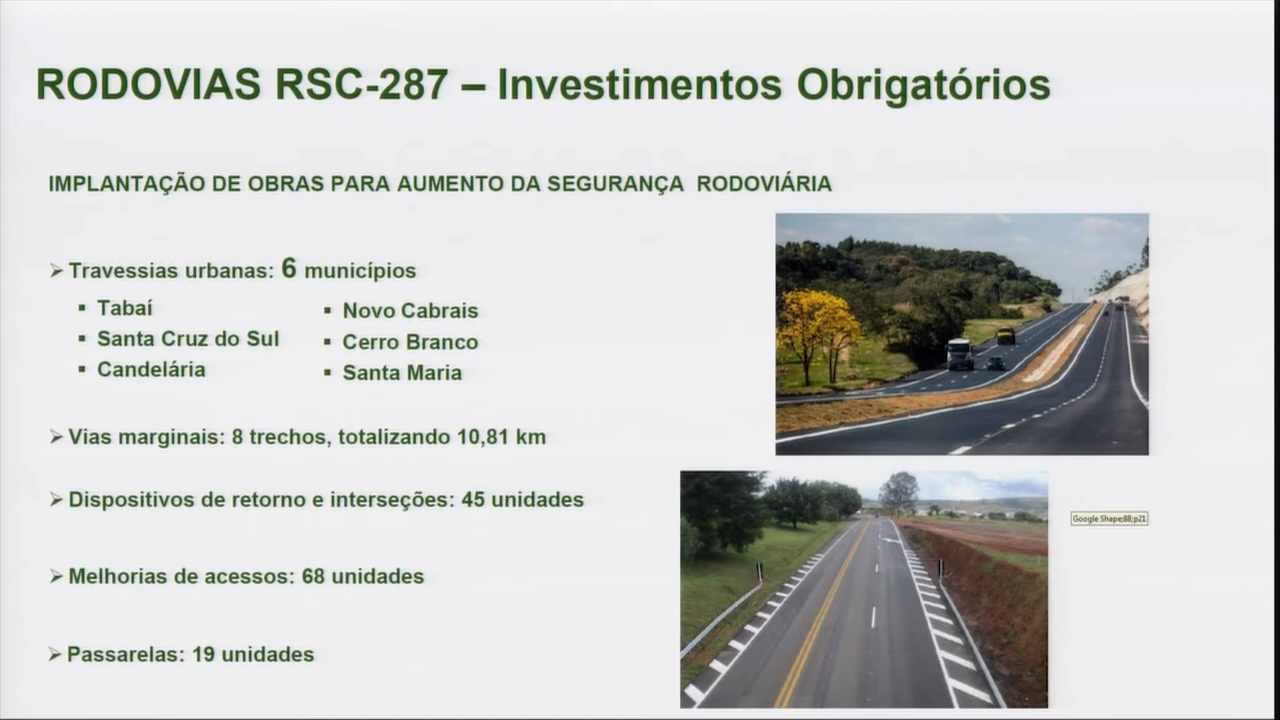 RODOVIAS RSC-287 – Investimentos Obrigatórios
IMPLANTAÇÃO DE OBRAS PARA AUMENTO DA SEGURANÇA RODOVIÁRIA
➢ Travessias urbanas: 6 municípios
▪ Tabaí
▪ Santa Cruz do Sul
▪ Candelária
▪ Novo Cabrais
▪ Cerro Branco
▪ Santa Maria
➢ Vias marginais: 8 trechos, totalizando 10,81 km
➢ Dispositivos de retorno e interseções: 45 unidades
Google Shape;88;p21
➢ Melhorias de acessos: 68 unidades
➢ Passarelas: 19 unidades